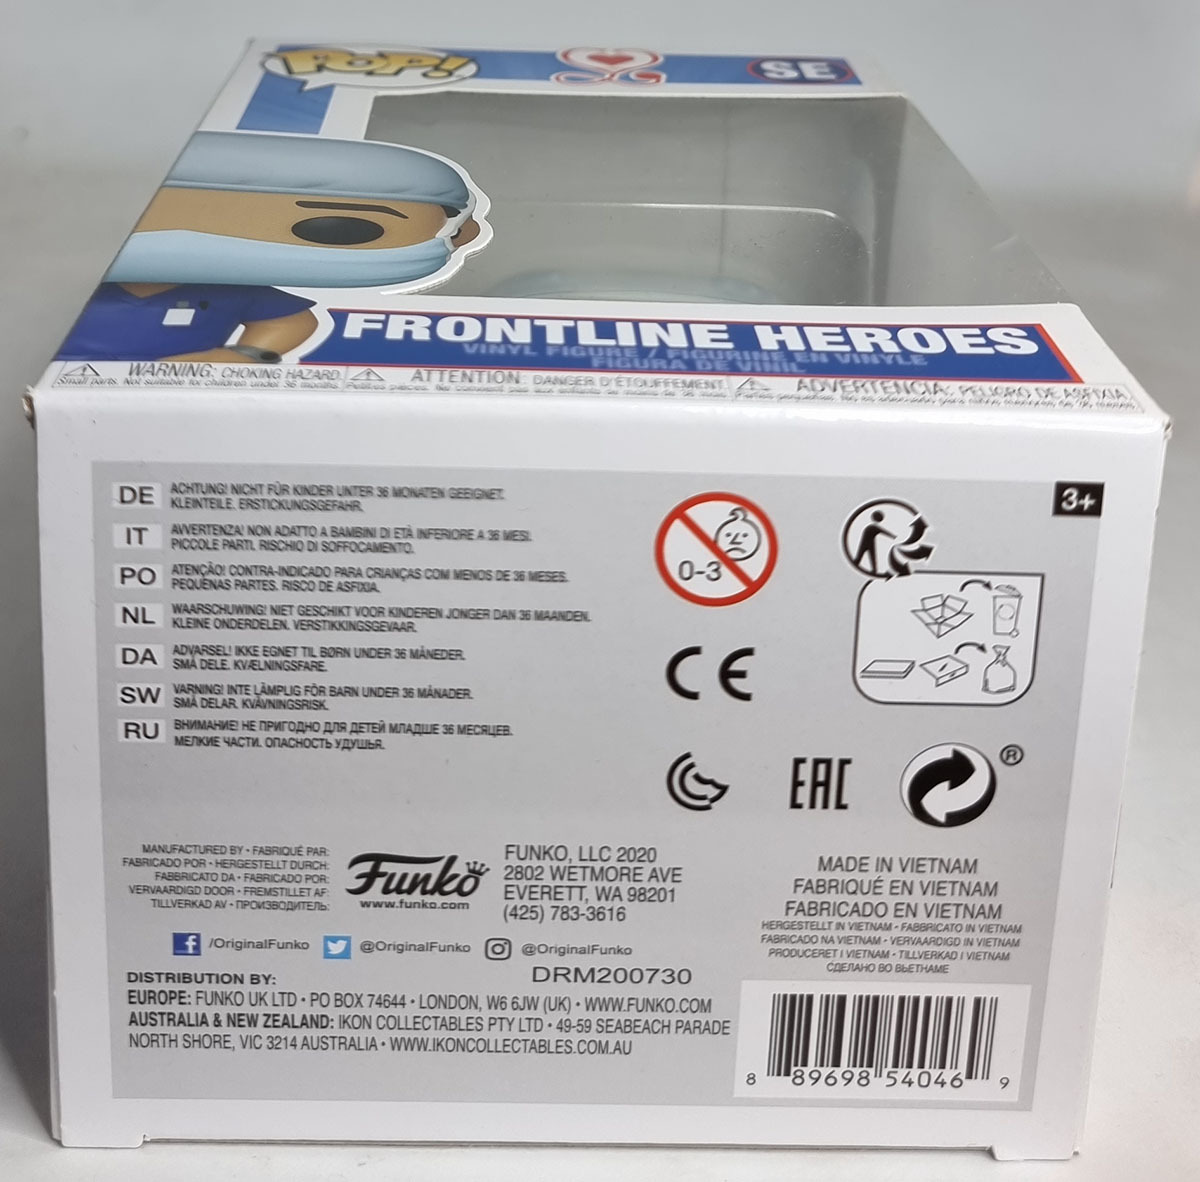 POP!
SE
FRONTLINE HEROES
VINYL FIGURE / FIGURINE EN VINYLE
FIGURA DE VINIL
WARNING: CHOKING HAZARD.
Small parts. Not suitable for children under 36 months.
ATTENTION: DANGER D'ÉTOUFFEMENT.
ADVERTENCIA: PELIGRO DE ASFIXIA.
DE ACHTUNG! NICHT FÜR KINDER UNTER 36 MONATEN GEEIGNET.
KLEINTEILE. ERSTICKUNGSGEFAHR.
IT AVVERTENZA! NON ADATTO A BAMBINI DI ETÀ INFERIORE A 36 MESI.
PICCOLE PARTI. RISCHIO DI SOFFOCAMENTO.
PO ATENÇÃO! CONTRA-INDICADO PARA CRIANÇAS COM MENOS DE 36 MESES.
PEQUENAS PARTES. RISCO DE ASFIXIA.
NL WAARSCHUWING! NIET GESCHIKT VOOR KINDEREN JONGER DAN 36 MAANDEN.
KLEINE ONDERDELEN. VERSTIKKINGSGEVAAR.
DA ADVARSEL! IKKE EGNET TIL BØRN UNDER 36 MÅNEDER.
SMÅ DELE. KVÆLNINGSFARE.
SW VARNING! INTE LÄMPLIG FÖR BARN UNDER 36 MÅNADER.
SMÅ DELAR. KVÄVNINGSRISK.
RU ВНИМАНИЕ! НЕ ПРИГОДНО ДЛЯ ДЕТЕЙ МЛАДШЕ 36 МЕСЯЦЕВ.
МЕЛКИЕ ЧАСТИ. ОПАСНОСТЬ УДУШЬЯ.
0-3
3+
CE
EAC
®
MANUFACTURED BY • FABRIQUÉ PAR:
FABRICADO POR • HERGESTELLT DURCH:
FABBRICATO DA • FABRICADO POR:
VERVAARDIGD DOOR • FREMSTILLET AF:
TILLVERKAD AV • ПРОИЗВОДИТЕЛЬ:
Funko
www.funko.com
FUNKO, LLC 2020
2802 WETMORE AVE
EVERETT, WA 98201
(425) 783-3616
/OriginalFunko @OriginalFunko @OriginalFunko
DRM200730
DISTRIBUTION BY:
EUROPE: FUNKO UK LTD • PO BOX 74644 • LONDON, W6 6JW (UK) • WWW.FUNKO.COM
AUSTRALIA & NEW ZEALAND: IKON COLLECTABLES PTY LTD • 49-59 SEABEACH PARADE
NORTH SHORE, VIC 3214 AUSTRALIA • WWW.IKONCOLLECTABLES.COM.AU
MADE IN VIETNAM
FABRIQUÉ EN VIETNAM
FABRICADO EN VIETNAM
HERGESTELLT IN VIETNAM • FABBRICATO IN VIETNAM
FABRICADO NA VIETNAM • VERVAARDIGD IN VIETNAM
PRODUCERET I VIETNAM • TILLVERKAD I VIETNAM
СДЕЛАНО ВО ВЬЕТНАМЕ
8 89698 54046 9